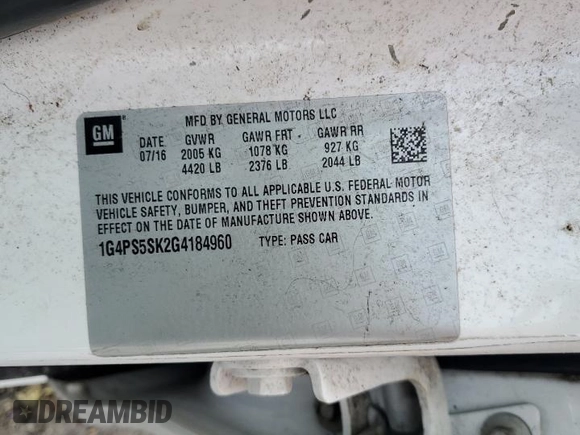 MFD BY GENERAL MOTORS LLC
GM
DATE GVWR GAWR FRT GAWR RR
07/16 2005 KG 1078 KG 927 KG
4420 LB 2376 LB 2044 LB
THIS VEHICLE CONFORMS TO ALL APPLICABLE U.S. FEDERAL MOTOR
VEHICLE SAFETY, BUMPER, AND THEFT PREVENTION STANDARDS IN
EFFECT ON THE DATE OF MANUFACTURE SHOWN ABOVE.
1G4PS5SK2G4184960 TYPE: PASS CAR
DREAMBID